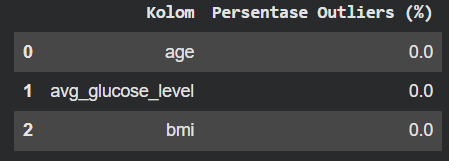 Kolom Persentase Outliers (%)
0 age 0.0
1 avg_glucose_level 0.0
2 bmi 0.0